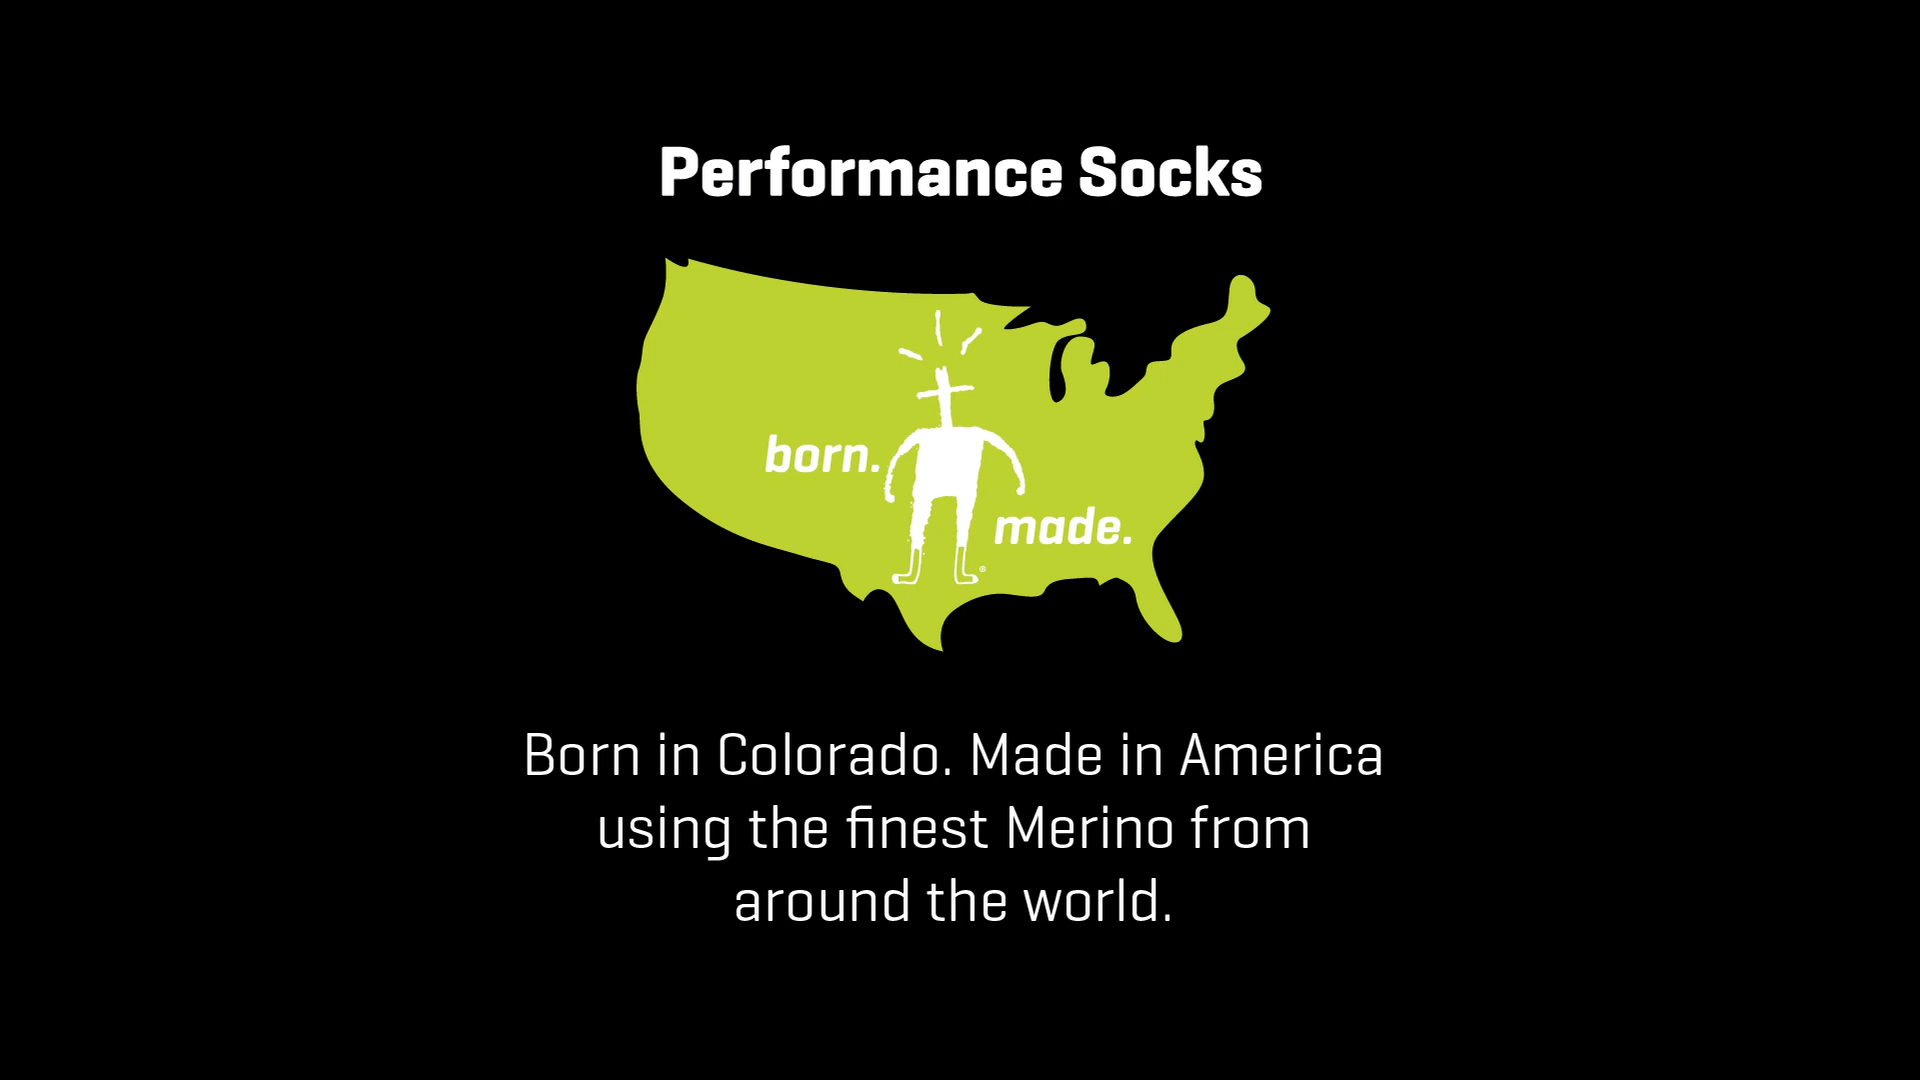 Performance Socks
born.
made.
®
Born in Colorado. Made in America
using the finest Merino from
around the world.